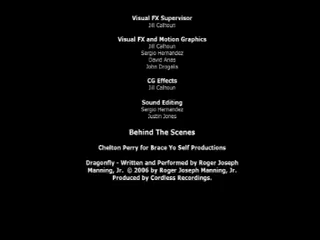 Visual FX Supervisor
Jill Calhoun
Visual FX and Motion Graphics
Jill Calhoun
Sergio Hernandez
David Arias
John Drogalis
CG Effects
Jill Calhoun
Sound Editing
Sergio Hernandez
Justin Jones
Behind The Scenes
Chelton Perry for Brace Yo Self Productions
Dragonfly - Written and Performed by Roger Joseph
Manning, Jr. © 2006 by Roger Joseph Manning, Jr.
Produced by Cordless Recordings.